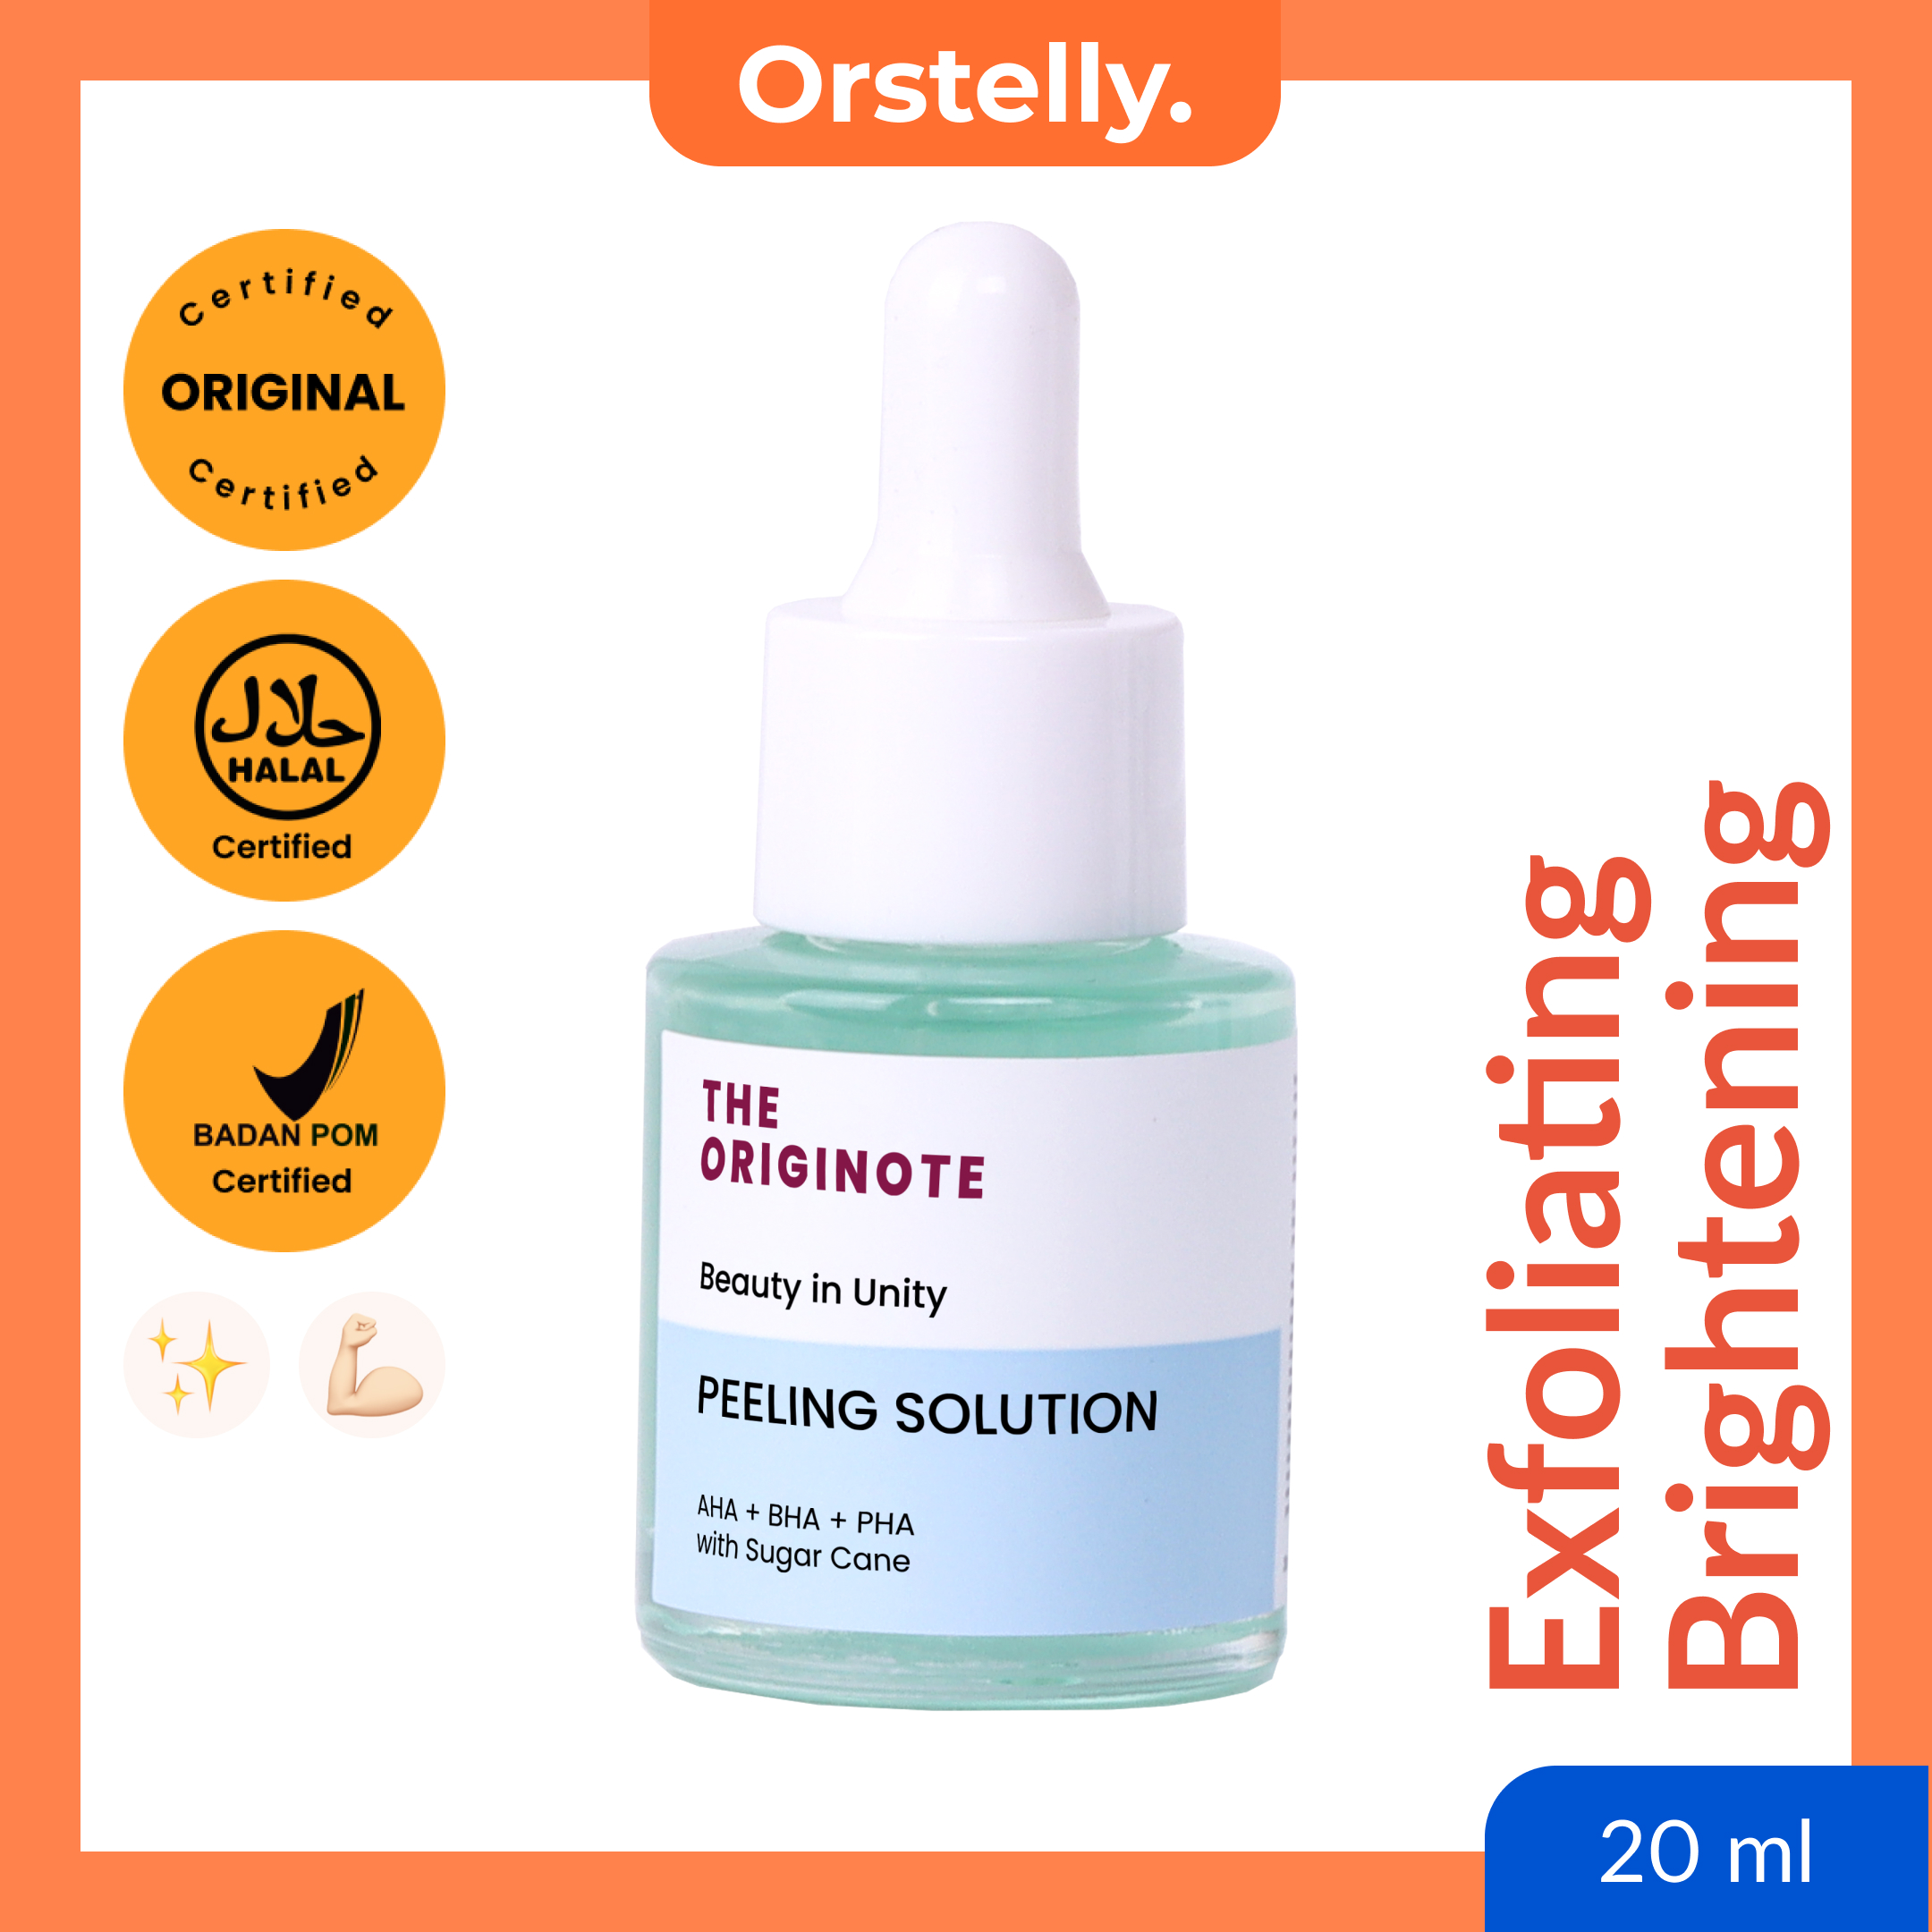 Orstelly.
Certified
ORIGINAL
Certified
حلال
HALAL
Certified
BADAN POM
Certified
THE
ORIGINOTE
Beauty in Unity
PEELING SOLUTION
AHA + BHA + PHA
with Sugar Cane
Exfoliating
Brightening
20 ml